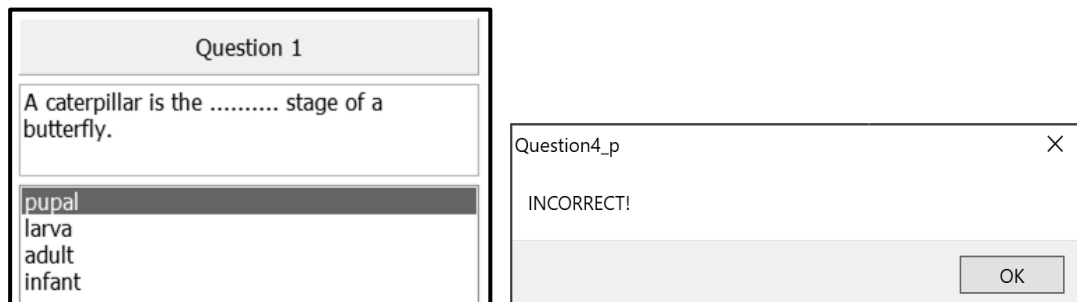 Question 1
A caterpillar is the .......... stage of a
butterfly.
pupal
larva
adult
infant
Question4_p
INCORRECT!
OK